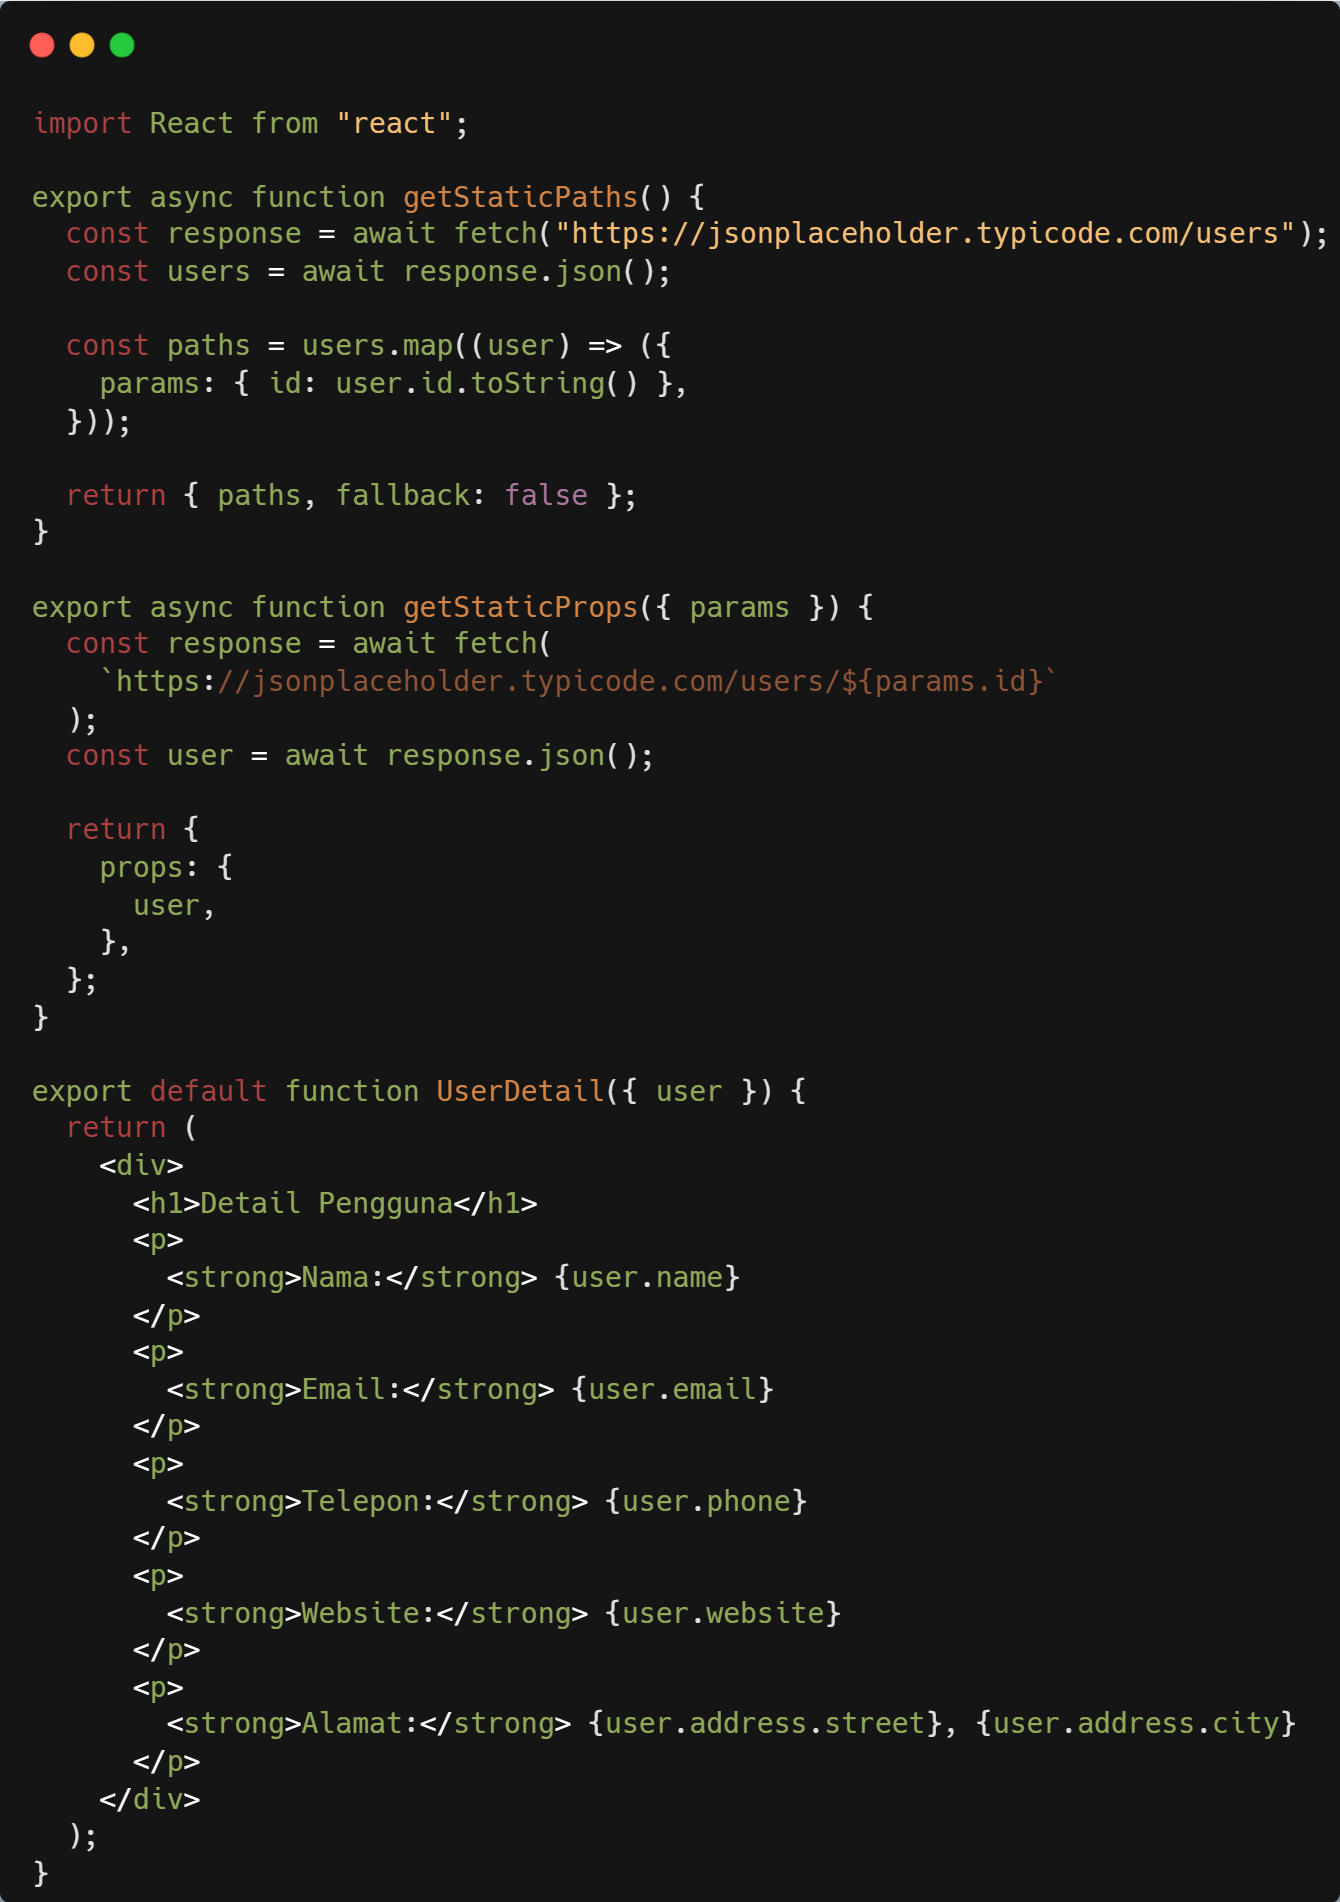 import React from "react";

export async function getStaticPaths() {
  const response = await fetch("https://jsonplaceholder.typicode.com/users");
  const users = await response.json();

  const paths = users.map((user) => ({
    params: { id: user.id.toString() },
  }));

  return { paths, fallback: false };
}

export async function getStaticProps({ params }) {
  const response = await fetch(
    `https://jsonplaceholder.typicode.com/users/${params.id}`
  );
  const user = await response.json();

  return {
    props: {
      user,
    },
  };
}

export default function UserDetail({ user }) {
  return (
    <div>
      <h1>Detail Pengguna</h1>
      <p>
        <strong>Nama:</strong> {user.name}
      </p>
      <p>
        <strong>Email:</strong> {user.email}
      </p>
      <p>
        <strong>Telepon:</strong> {user.phone}
      </p>
      <p>
        <strong>Website:</strong> {user.website}
      </p>
      <p>
        <strong>Alamat:</strong> {user.address.street}, {user.address.city}
      </p>
    </div>
  );
}